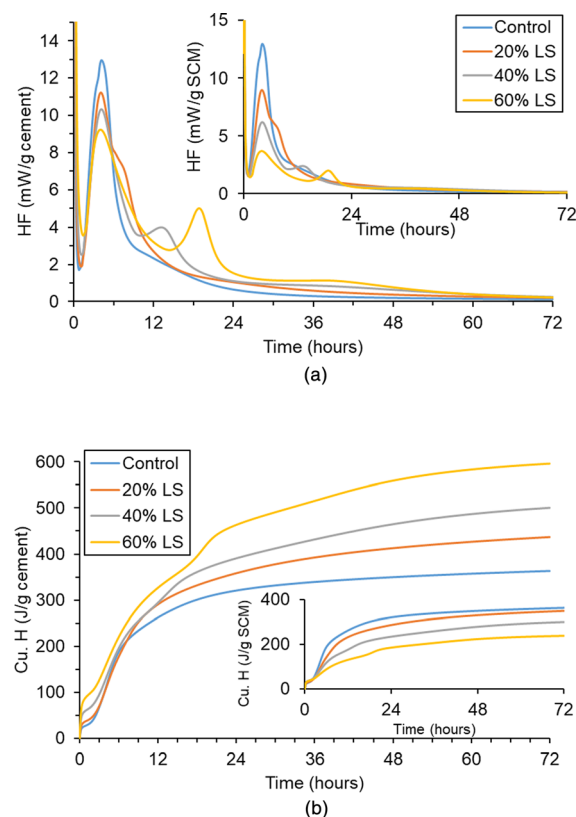 HF (mW/g cement)
14
12
10
8
6
4
2
0
0 12 24 36 48 60 72
Time (hours)
HF (mW/g SCM)
15
10
5
0
0 24 48 72
Time (hours)
Control
20% LS
40% LS
60% LS
(a)
Cu. H (J/g cement)
600
500
400
300
200
100
0
0 12 24 36 48 60 72
Time (hours)
Control
20% LS
40% LS
60% LS
Cu. H (J/g SCM)
400
200
0
0 24 48 72
Time (hours)
(b)